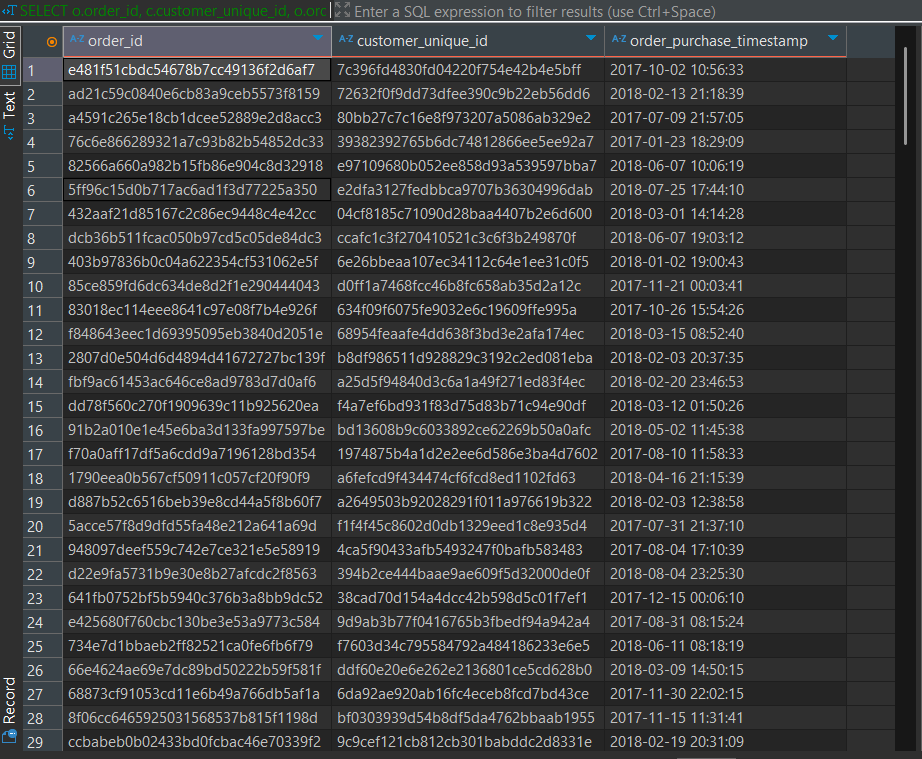 SELECT o.order_id, c.customer_unique_id, o.orc Enter a SQL expression to filter results (use Ctrl+Space)
Grid
Text
Record
order_id customer_unique_id order_purchase_timestamp
1 e481f51cbdc54678b7cc49136f2d6af7 7c396fd4830fd04220f754e42b4e5bff 2017-10-02 10:56:33
2 ad21c59c0840e6cb83a9ceb5573f8159 72632f0f9dd73dfee390c9b22eb56dd6 2018-02-13 21:18:39
3 a4591c265e18cb1dcee52889e2d8acc3 80bb27c7c16e8f973207a5086ab329e2 2017-07-09 21:57:05
4 76c6e866289321a7c93b82b54852dc33 39382392765b6dc74812866ee5ee92a7 2017-01-23 18:29:09
5 82566a660a982b15fb86e904c8d32918 e97109680b052ee858d93a539597bba7 2018-06-07 10:06:19
6 5ff96c15d0b717ac6ad1f3d77225a350 e2dfa3127fedbbca9707b36304996dab 2018-07-25 17:44:10
7 432aaf21d85167c2c86ec9448c4e42cc 04cf8185c71090d28baa4407b2e6d600 2018-03-01 14:14:28
8 dcb36b511fcac050b97cd5c05de84dc3 ccafc1c3f270410521c3c6f3b249870f 2018-06-07 19:03:12
9 403b97836b0c04a622354cf531062e5f 6e26bbeaa107ec34112c64e1ee31c0f5 2018-01-02 19:00:43
10 85ce859fd6dc634de8d2f1e290444043 d0ff1a7468fcc46b8fc658ab35d2a12c 2017-11-21 00:03:41
11 83018ec114eee8641c97e08f7b4e926f 634f09f6075fe9032e6c19609ffe995a 2017-10-26 15:54:26
12 f848643eec1d69395095eb3840d2051e 68954feaafe4dd638f3bd3e2afa174ec 2018-03-15 08:52:40
13 2807d0e504d6d4894d41672727bc139f b8df986511d928829c3192c2ed081eba 2018-02-03 20:37:35
14 fbf9ac61453ac646ce8ad9783d7d0af6 a25d5f94840d3c6a1a49f271ed83f4ec 2018-02-20 23:46:53
15 dd78f560c270f1909639c11b925620ea f4a7ef6bd931f83d75d83b71c94e90df 2018-03-12 01:50:26
16 91b2a010e1e45e6ba3d133fa997597be bd13608b9c6033892ce62269b50a0afc 2018-05-02 11:45:38
17 f70a0aff17df5a6cdd9a7196128bd354 1974875b4a1d2e2ee6d586e3ba4d7602 2017-08-10 11:58:33
18 1790eea0b567cf50911c057cf20f90f9 a6fefcd9f434474cf6fcd8ed1102fd63 2018-04-16 21:15:39
19 d887b52c6516beb39e8cd44a5f8b60f7 a2649503b92028291f011a976619b322 2018-02-03 12:38:58
20 5acce57f8d9dfd55fa48e212a641a69d f1f4f45c8602d0db1329eed1c8e935d4 2017-07-31 21:37:10
21 948097deef559c742e7ce321e5e58919 4ca5f90433afb5493247f0bafb583483 2017-08-04 17:10:39
22 d22e9fa5731b9e30e8b27afcdc2f8563 394b2ce444baae9ae609f5d32000de0f 2018-08-04 23:25:30
23 641fb0752bf5b5940c376b3a8bb9dc52 38cad70d154a4dcc42b598d5c01f7ef1 2017-12-15 00:06:10
24 e425680f760cbc130be3e53a9773c584 9d9ab3b77f0416765b3fbedf94a942a4 2017-08-31 08:15:24
25 734e7d1bbaeb2ff82521ca0fe6fb6f79 f7603d34c795584792a484186233e6e5 2018-06-11 08:18:19
26 66e4624ae69e7dc89bd50222b59f581f ddf60e20e6e262e2136801ce5cd628b0 2018-03-09 14:50:15
27 68873cf91053cd11e6b49a766db5af1a 6da92ae920ab16fc4eceb8fcd7bd43ce 2017-11-30 22:02:15
28 8f06cc6465925031568537b815f1198d bf0303939d54b8df5da4762bbaab1955 2017-11-15 11:31:41
29 ccbabeb0b02433bd0fcbac46e70339f2 9c9cef121cb812cb301babddc2d8331e 2018-02-19 20:31:09